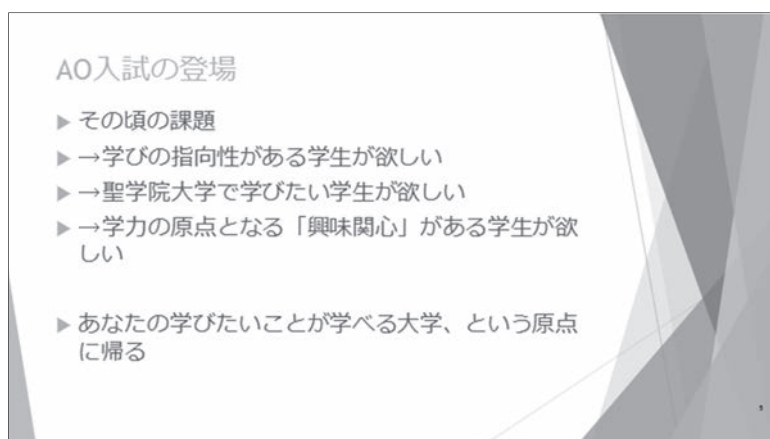 AO入試の登場
▶その頃の課題
▶→学びの指向性がある学生が欲しい
▶→聖学院大学で学びたい学生が欲しい
▶→学力の原点となる「興味関心」がある学生が欲
しい
▶あなたの学びたいことが学べる大学、という原点
に帰る
5